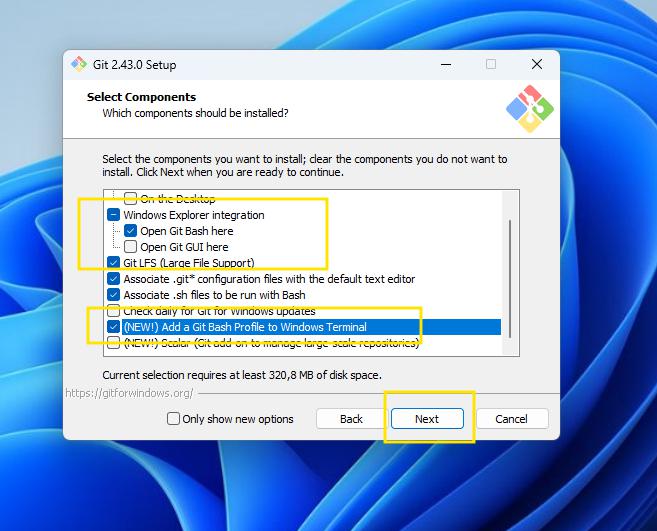 Git 2.43.0 Setup
Select Components
Which components should be installed?
Select the components you want to install; clear the components you do not want to
install. Click Next when you are ready to continue.
On the Desktop
Windows Explorer integration
Open Git Bash here
Open Git GUI here
Git LFS (Large File Support)
Associate .git* configuration files with the default text editor
Associate .sh files to be run with Bash
Check daily for Git for Windows updates
(NEW!) Add a Git Bash Profile to Windows Terminal
(NEW!) Scalar (Git add-on to manage large-scale repositories)
Current selection requires at least 320,8 MB of disk space.
https://gitforwindows.org/
Only show new options
Back
Next
Cancel